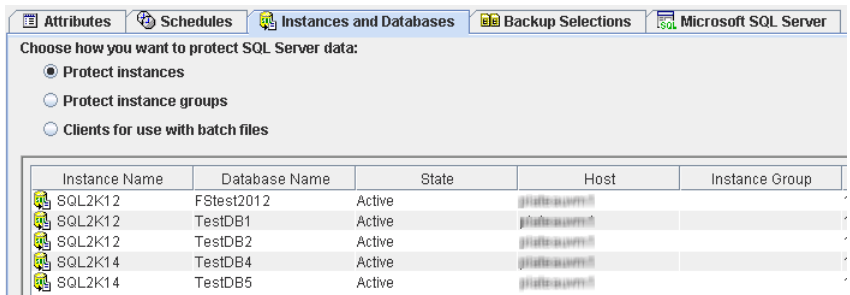 Attributes Schedules Instances and Databases Backup Selections Microsoft SQL Server
Choose how you want to protect SQL Server data:
Protect instances
Protect instance groups
Clients for use with batch files
Instance Name Database Name State Host Instance Group
SQL2K12 FStest2012 Active
SQL2K12 TestDB1 Active
SQL2K12 TestDB2 Active
SQL2K14 TestDB4 Active
SQL2K14 TestDB5 Active